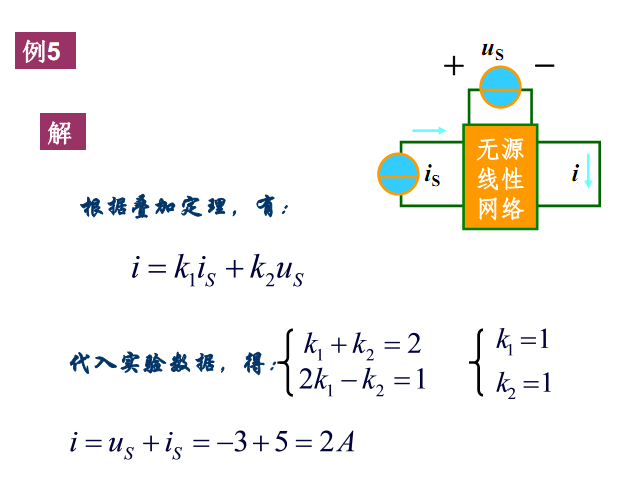 例5
+ uS −
解
无源
线性
网络
iS
i
根据叠加定理，有：
i = k₁iS + k₂uS
代入实验数据，得：
k₁ + k₂ = 2
2k₁ − k₂ = 1
k₁ = 1
k₂ = 1
i = uS + iS = −3 + 5 = 2A